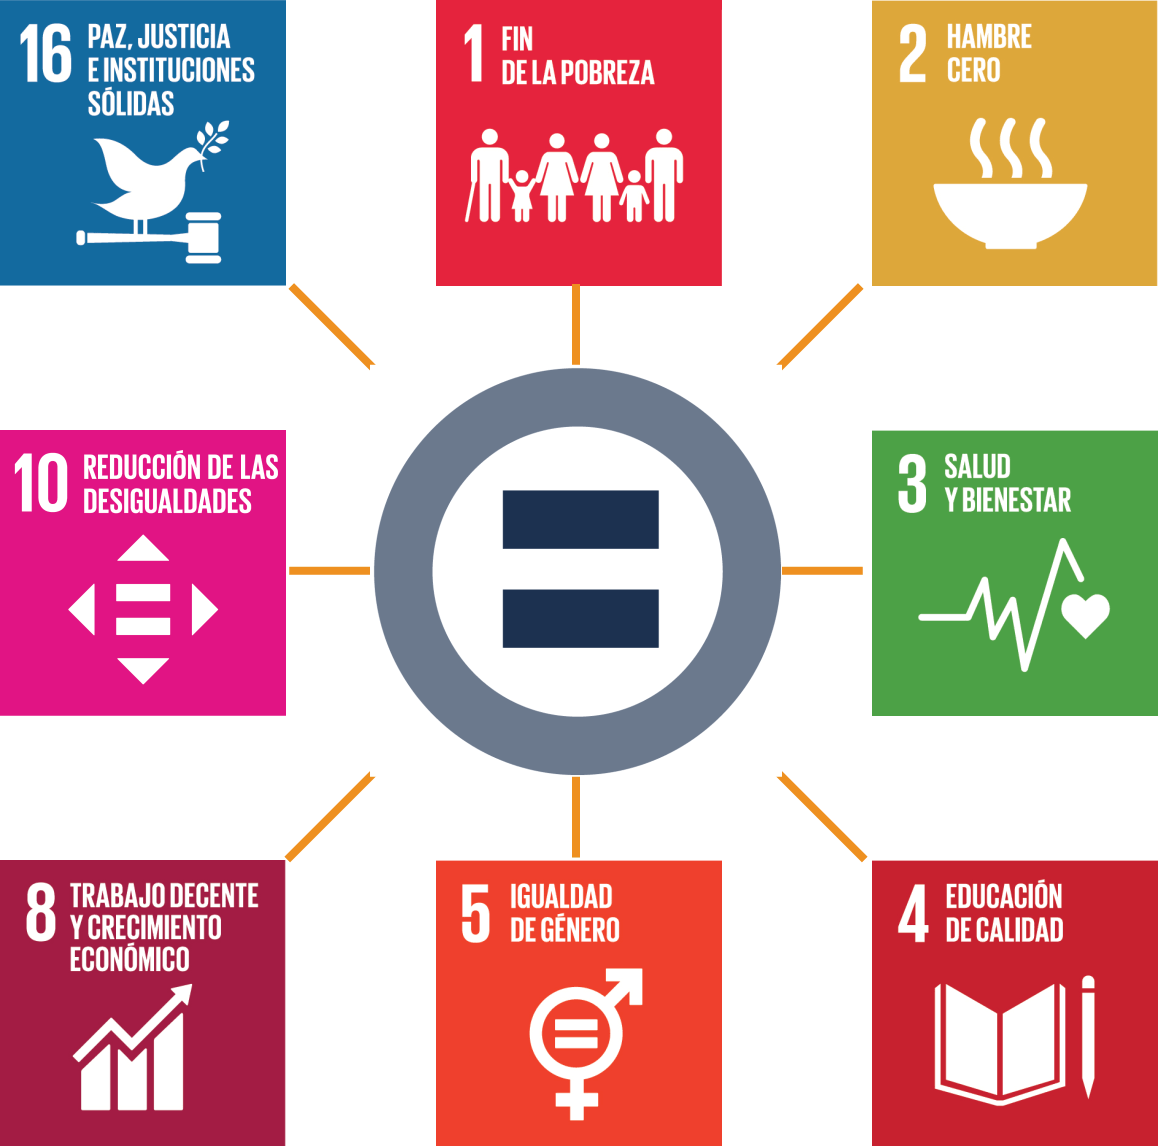 16 PAZ, JUSTICIA
E INSTITUCIONES
SÓLIDAS
1 FIN
DE LA POBREZA
2 HAMBRE
CERO
10 REDUCCIÓN DE LAS
DESIGUALDADES
3 SALUD
Y BIENESTAR
8 TRABAJO DECENTE
Y CRECIMIENTO
ECONÓMICO
5 IGUALDAD
DE GÉNERO
4 EDUCACIÓN
DE CALIDAD